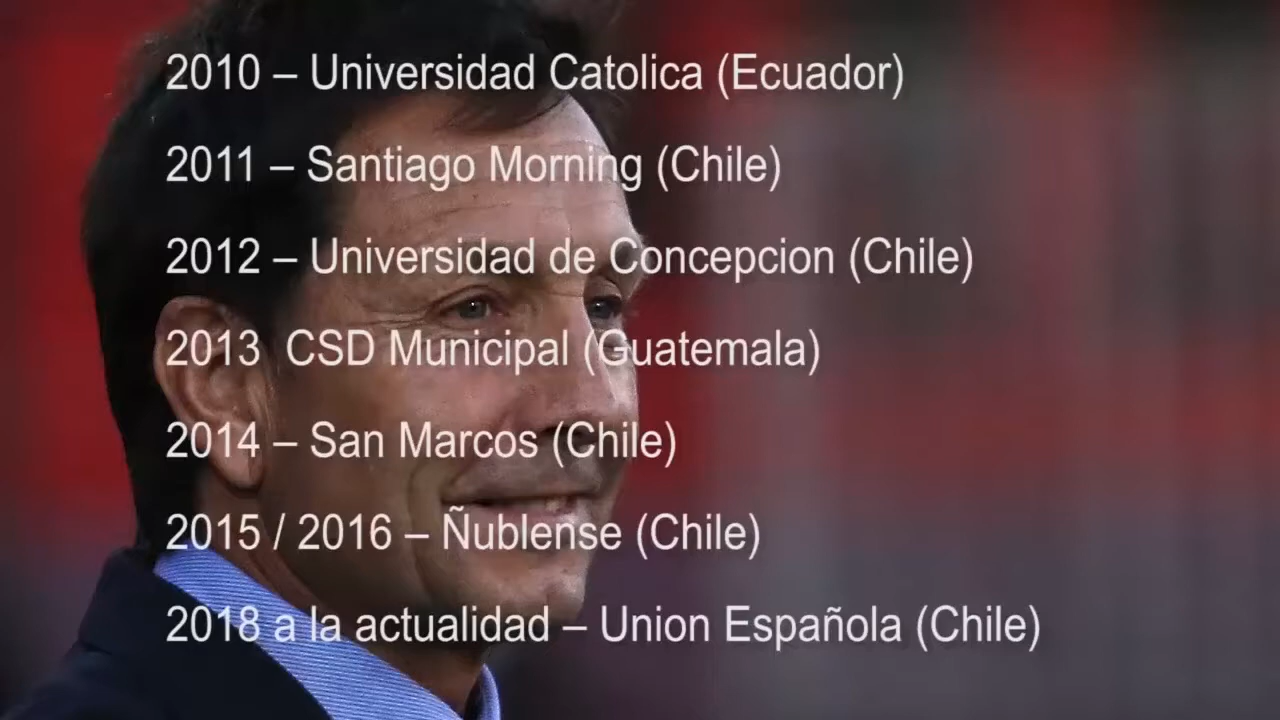 2010 – Universidad Catolica (Ecuador)
2011 – Santiago Morning (Chile)
2012 – Universidad de Concepcion (Chile)
2013 CSD Municipal (Guatemala)
2014 – San Marcos (Chile)
2015 / 2016 – Ñublense (Chile)
2018 a la actualidad – Union Española (Chile)